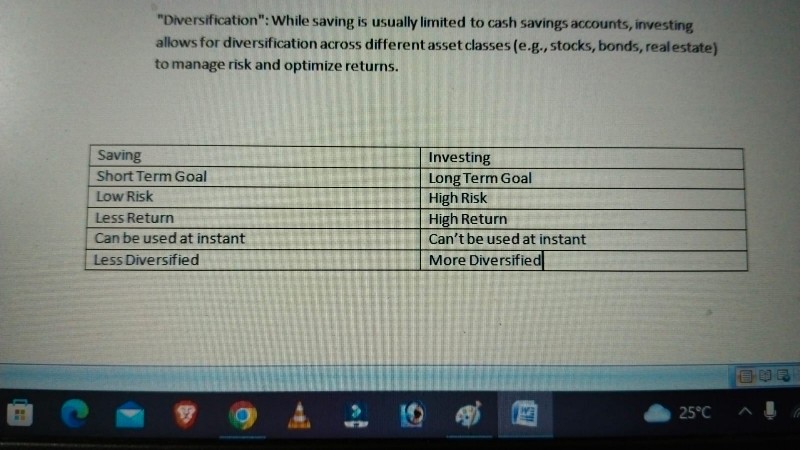 "Diversification": While saving is usually limited to cash savings accounts, investing
allows for diversification across different asset classes (e.g., stocks, bonds, real estate)
to manage risk and optimize returns.
Saving Investing
Short Term Goal Long Term Goal
Low Risk High Risk
Less Return High Return
Can be used at instant Can't be used at instant
Less Diversified More Diversified
25°C